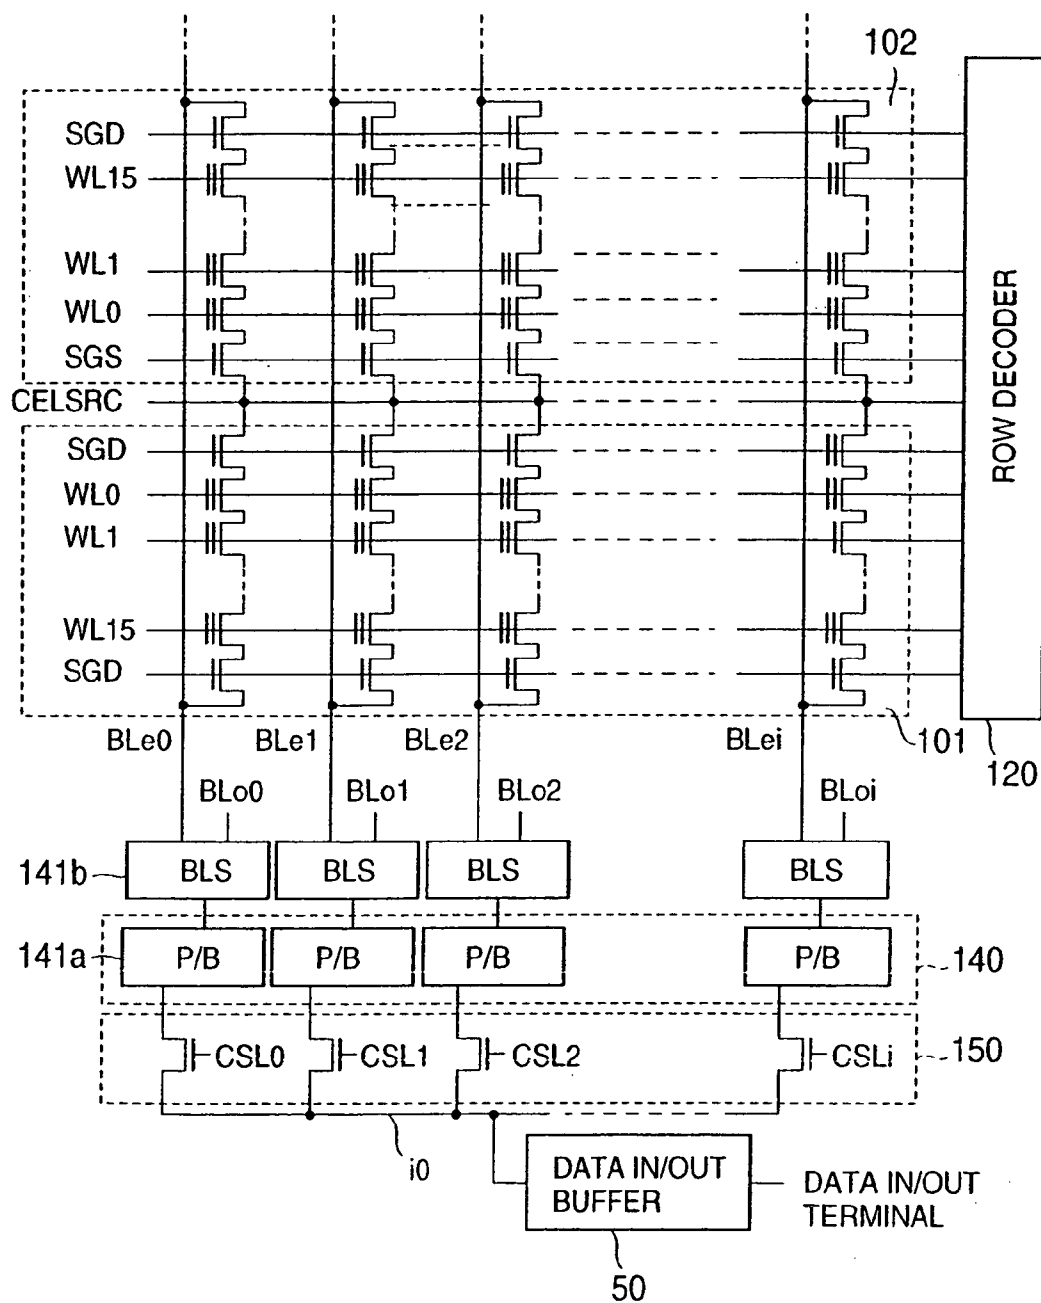 102
SGD
WL15
WL1
WL0
SGS
CELSRC
ROW DECODER
SGD
WL0
WL1
WL15
SGD
BLe0 BLe1 BLe2 BLei
101
120
BLo0 BLo1 BLo2 BLoi
141b BLS BLS BLS BLS
141a P/B P/B P/B P/B 140
CSL0 CSL1 CSL2 CSLi 150
i0
DATA IN/OUT
BUFFER
DATA IN/OUT
TERMINAL
50